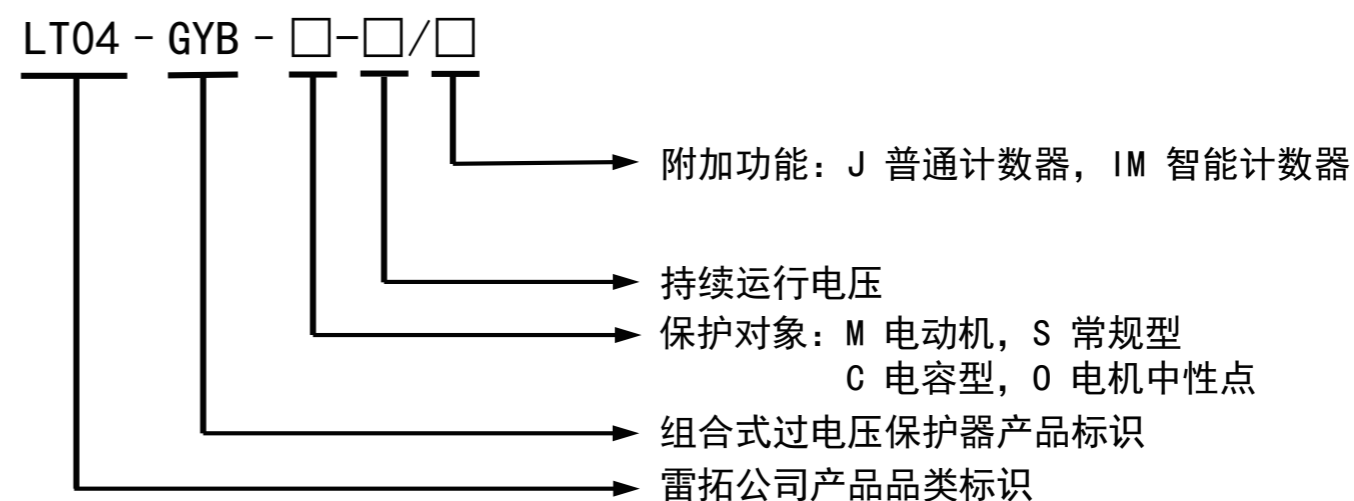 LT04-GYB-□-□/□
附加功能：J 普通计数器，IM 智能计数器
持续运行电压
保护对象：M 电动机，S 常规型
C 电容型，O 电机中性点
组合式过电压保护器产品标识
雷拓公司产品品类标识